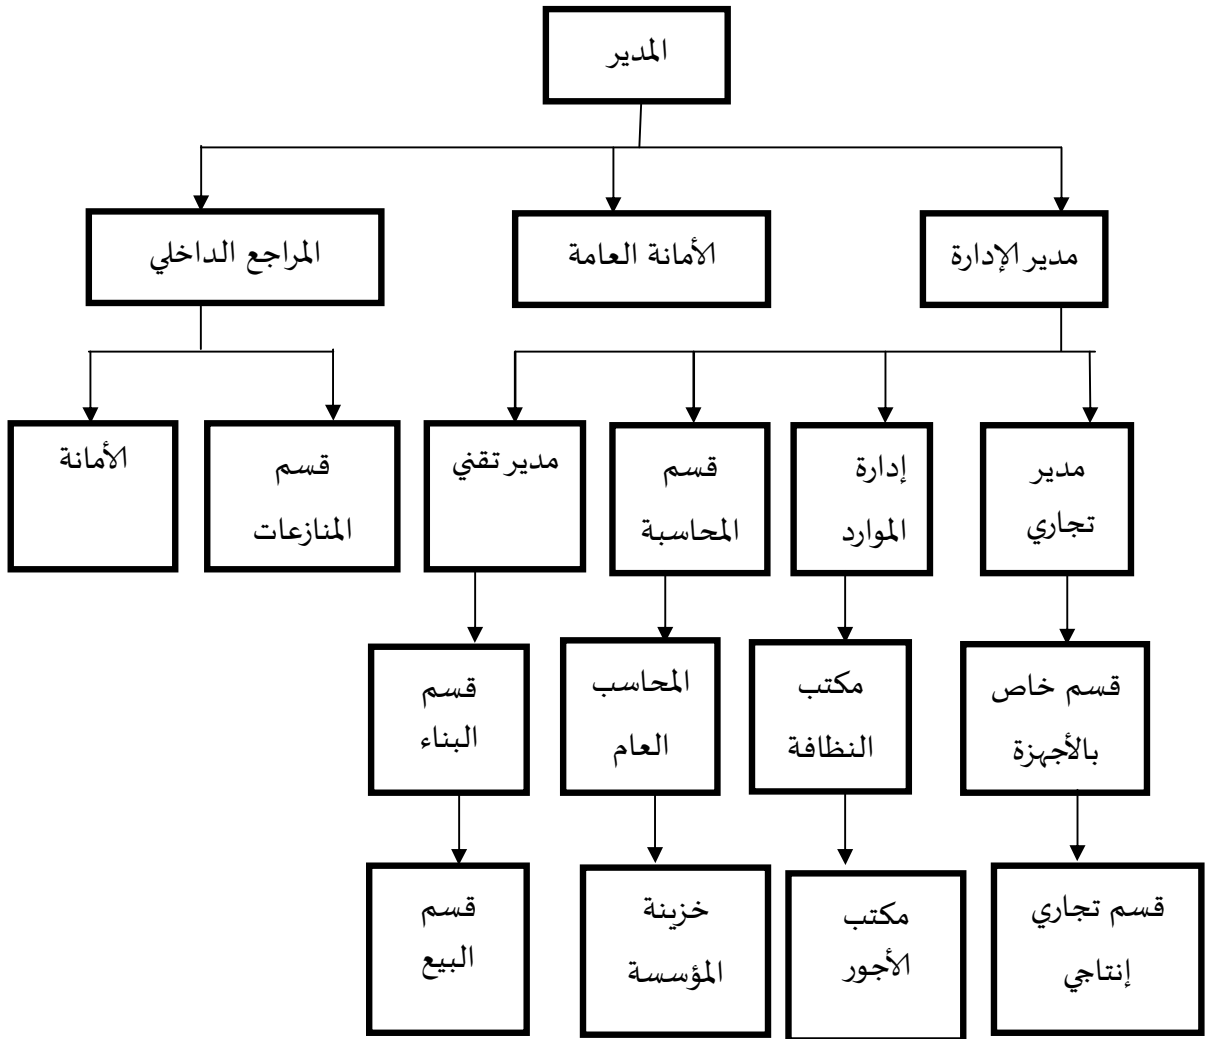 المدير
مدير الإدارة
الأمانة العامة
المراجع الداخلي
مدير
تجاري
إدارة
الموارد
قسم
المحاسبة
مدير تقني
قسم
المنازعات
الأمانة
قسم خاص
بالأجهزة
مكتب
النظافة
المحاسب
العام
قسم
البناء
قسم تجاري
إنتاجي
مكتب
الأجور
خزينة
المؤسسة
قسم
البيع